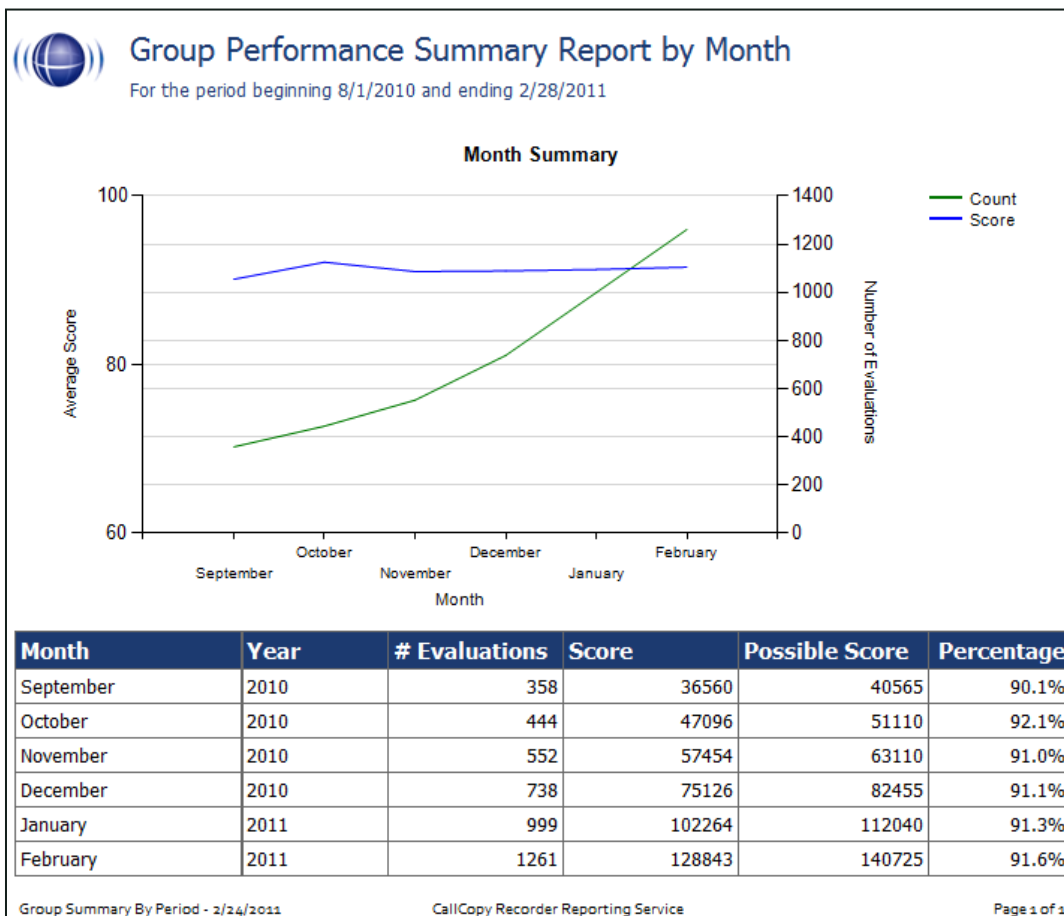 Group Performance Summary Report by Month
For the period beginning 8/1/2010 and ending 2/28/2011
Month Summary
100
80
60
Average Score
1400
1200
1000
800
600
400
200
0
Number of Evaluations
Count
Score
September
October
November
December
January
February
Month
Month Year # Evaluations Score Possible Score Percentage
September 2010 358 36560 40565 90.1%
October 2010 444 47096 51110 92.1%
November 2010 552 57454 63110 91.0%
December 2010 738 75126 82455 91.1%
January 2011 999 102264 112040 91.3%
February 2011 1261 128843 140725 91.6%
Group Summary By Period - 2/24/2011 CallCopy Recorder Reporting Service Page 1 of 1